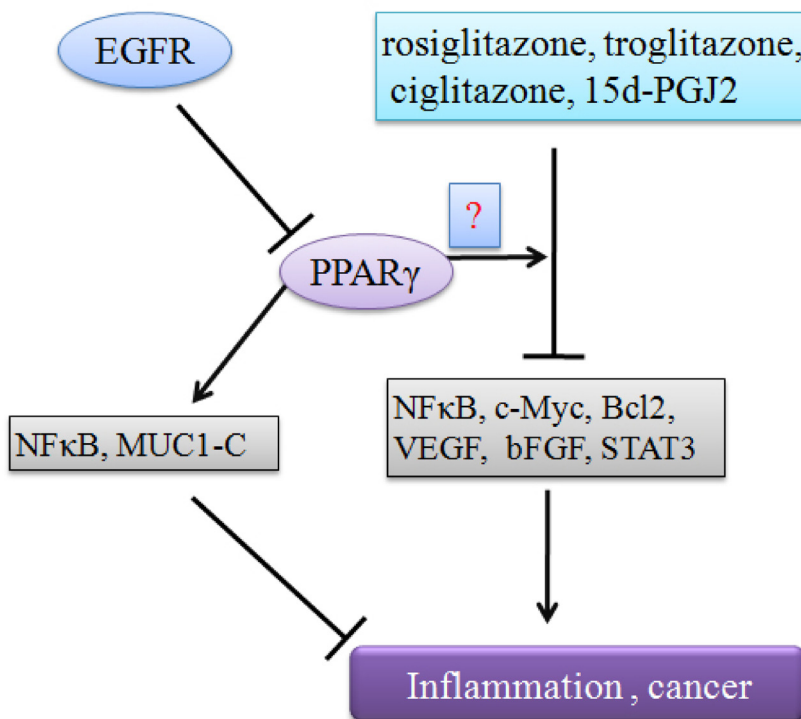 EGFR
rosiglitazone, troglitazone,
ciglitazone, 15d-PGJ2
?
PPARγ
NFκB, MUC1-C
NFκB, c-Myc, Bcl2,
VEGF, bFGF, STAT3
Inflammation , cancer